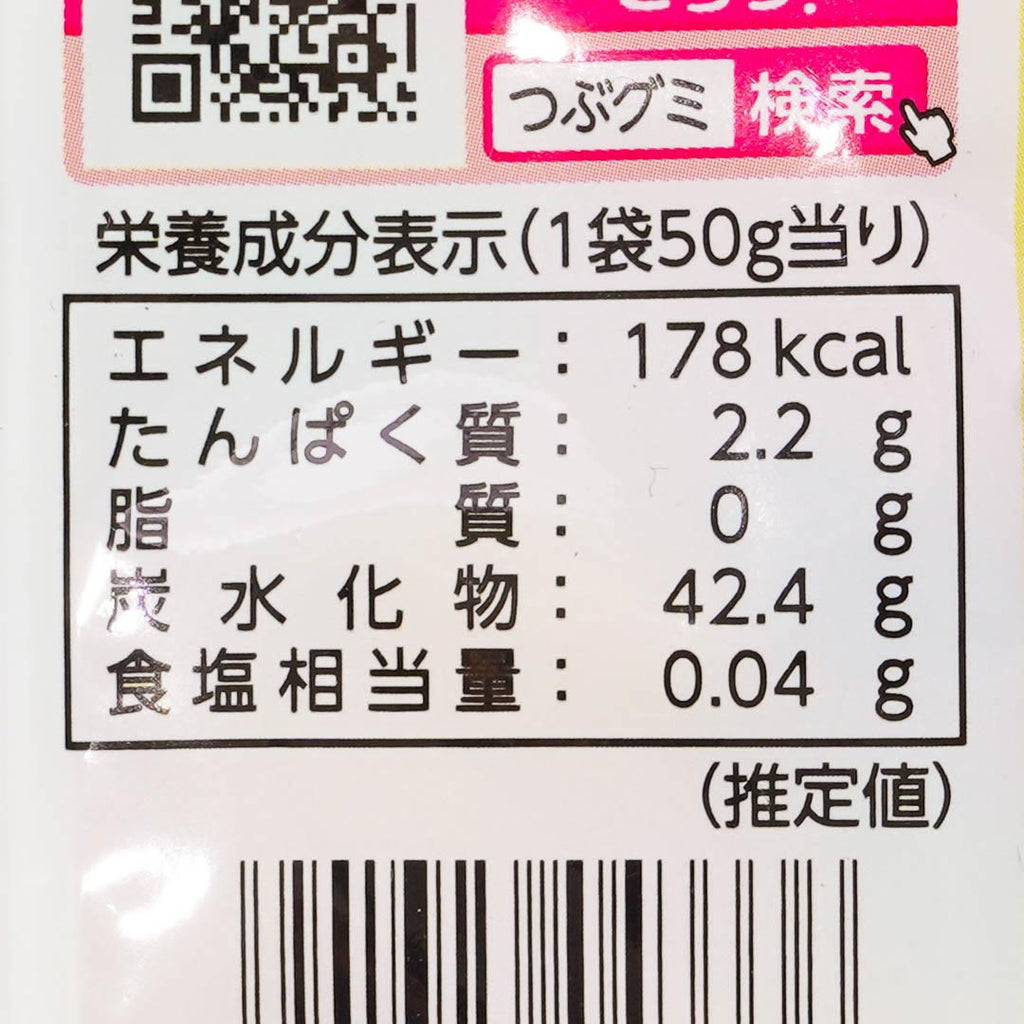 つぶグミ 検索
栄養成分表示(1袋50g当り)
エネルギー: 178kcal
たんぱく質: 2.2 g
脂質: 0 g
炭水化物: 42.4 g
食塩相当量: 0.04 g
(推定値)